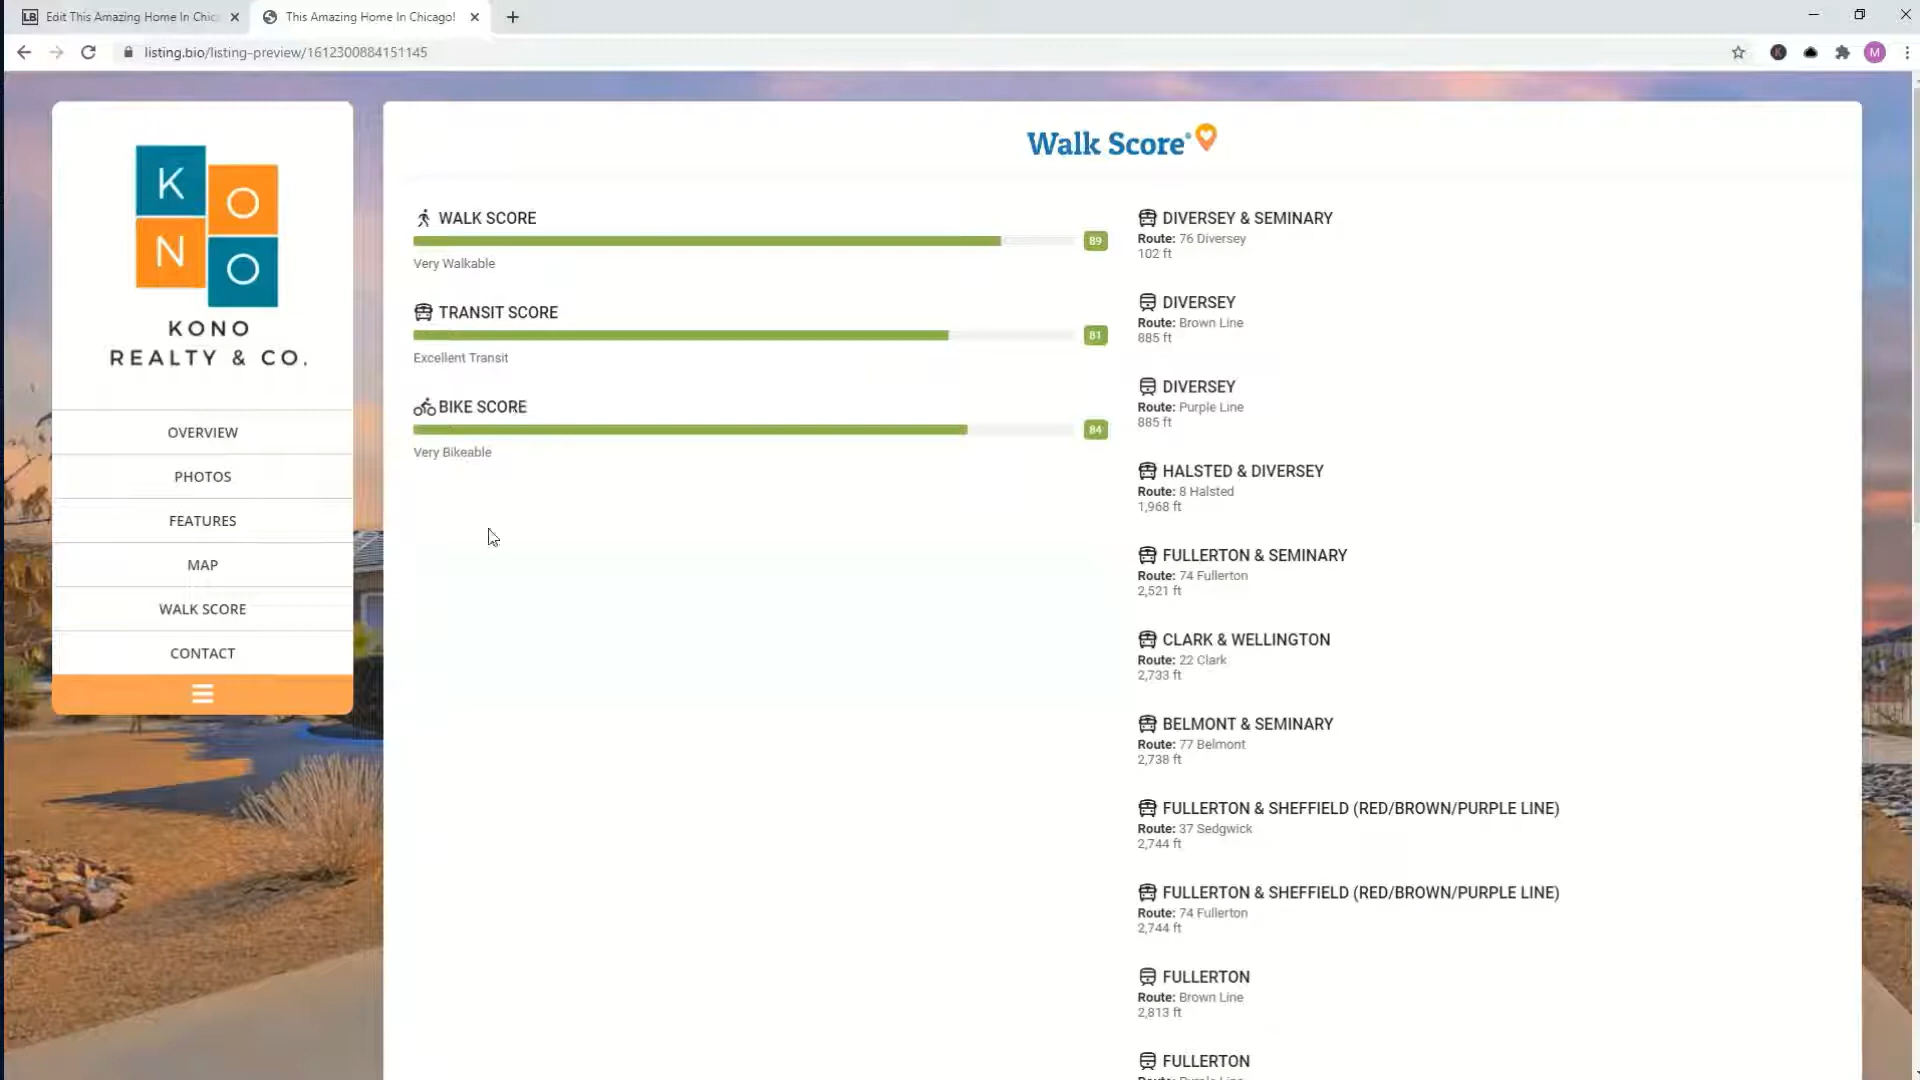 LB Edit This Amazing Home In Chic
This Amazing Home In Chicago!
listing.bio/listing-preview/1612300884151145
M
K
O
N
O
KONO
REALTY & CO.
OVERVIEW
PHOTOS
FEATURES
MAP
WALK SCORE
CONTACT
Walk Score®
WALK SCORE
89
Very Walkable
TRANSIT SCORE
81
Excellent Transit
BIKE SCORE
84
Very Bikeable
DIVERSEY & SEMINARY
Route: 76 Diversey
102 ft
DIVERSEY
Route: Brown Line
885 ft
DIVERSEY
Route: Purple Line
885 ft
HALSTED & DIVERSEY
Route: 8 Halsted
1,968 ft
FULLERTON & SEMINARY
Route: 74 Fullerton
2,521 ft
CLARK & WELLINGTON
Route: 22 Clark
2,733 ft
BELMONT & SEMINARY
Route: 77 Belmont
2,738 ft
FULLERTON & SHEFFIELD (RED/BROWN/PURPLE LINE)
Route: 37 Sedgwick
2,744 ft
FULLERTON & SHEFFIELD (RED/BROWN/PURPLE LINE)
Route: 74 Fullerton
2,744 ft
FULLERTON
Route: Brown Line
2,813 ft
FULLERTON
Route: Purple Line